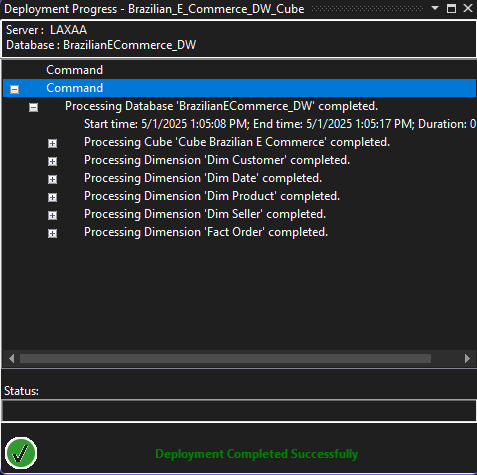 Deployment Progress - Brazilian_E_Commerce_DW_Cube
Server : LAXAA
Database : BrazilianECommerce_DW
Command
Command
Processing Database 'BrazilianECommerce_DW' completed.
Start time: 5/1/2025 1:05:08 PM; End time: 5/1/2025 1:05:17 PM; Duration: 0
Processing Cube 'Cube Brazilian E Commerce' completed.
Processing Dimension 'Dim Customer' completed.
Processing Dimension 'Dim Date' completed.
Processing Dimension 'Dim Product' completed.
Processing Dimension 'Dim Seller' completed.
Processing Dimension 'Fact Order' completed.
Status:
Deployment Completed Successfully